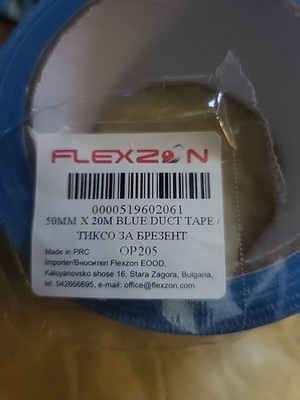 FLEXZON
0000519602061
50MM X 20M BLUE DUCT TAPE /
ТИКСО ЗА БРЕЗЕНТ
Made in PRC OP205
Importer/Вносител Flexzon EOOD,
Kaloyanovsko shose 16, Stara Zagora, Bulgaria,
tel. 042666695, e-mail: office@flexzon.com